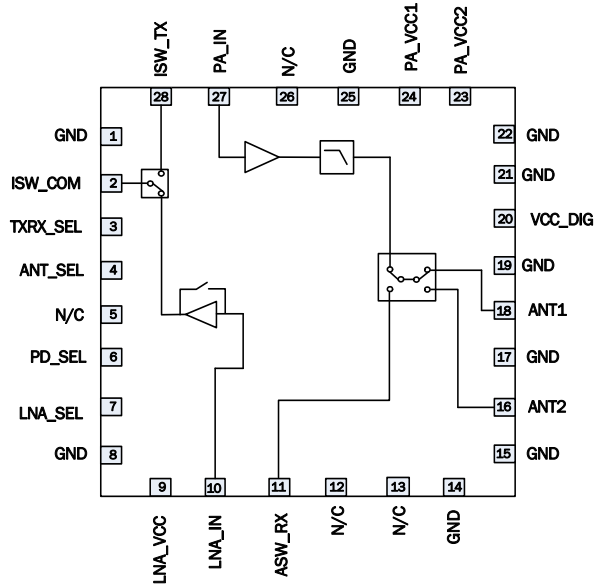 ISW_TX
PA_IN
N/C
GND
PA_VCC1
PA_VCC2
28
27
26
25
24
23
GND 1
ISW_COM 2
TXRX_SEL 3
ANT_SEL 4
N/C 5
PD_SEL 6
LNA_SEL 7
GND 8
22 GND
21 GND
20 VCC_DIG
19 GND
18 ANT1
17 GND
16 ANT2
15 GND
9
10
11
12
13
14
LNA_VCC
LNA_IN
ASW_RX
N/C
N/C
GND